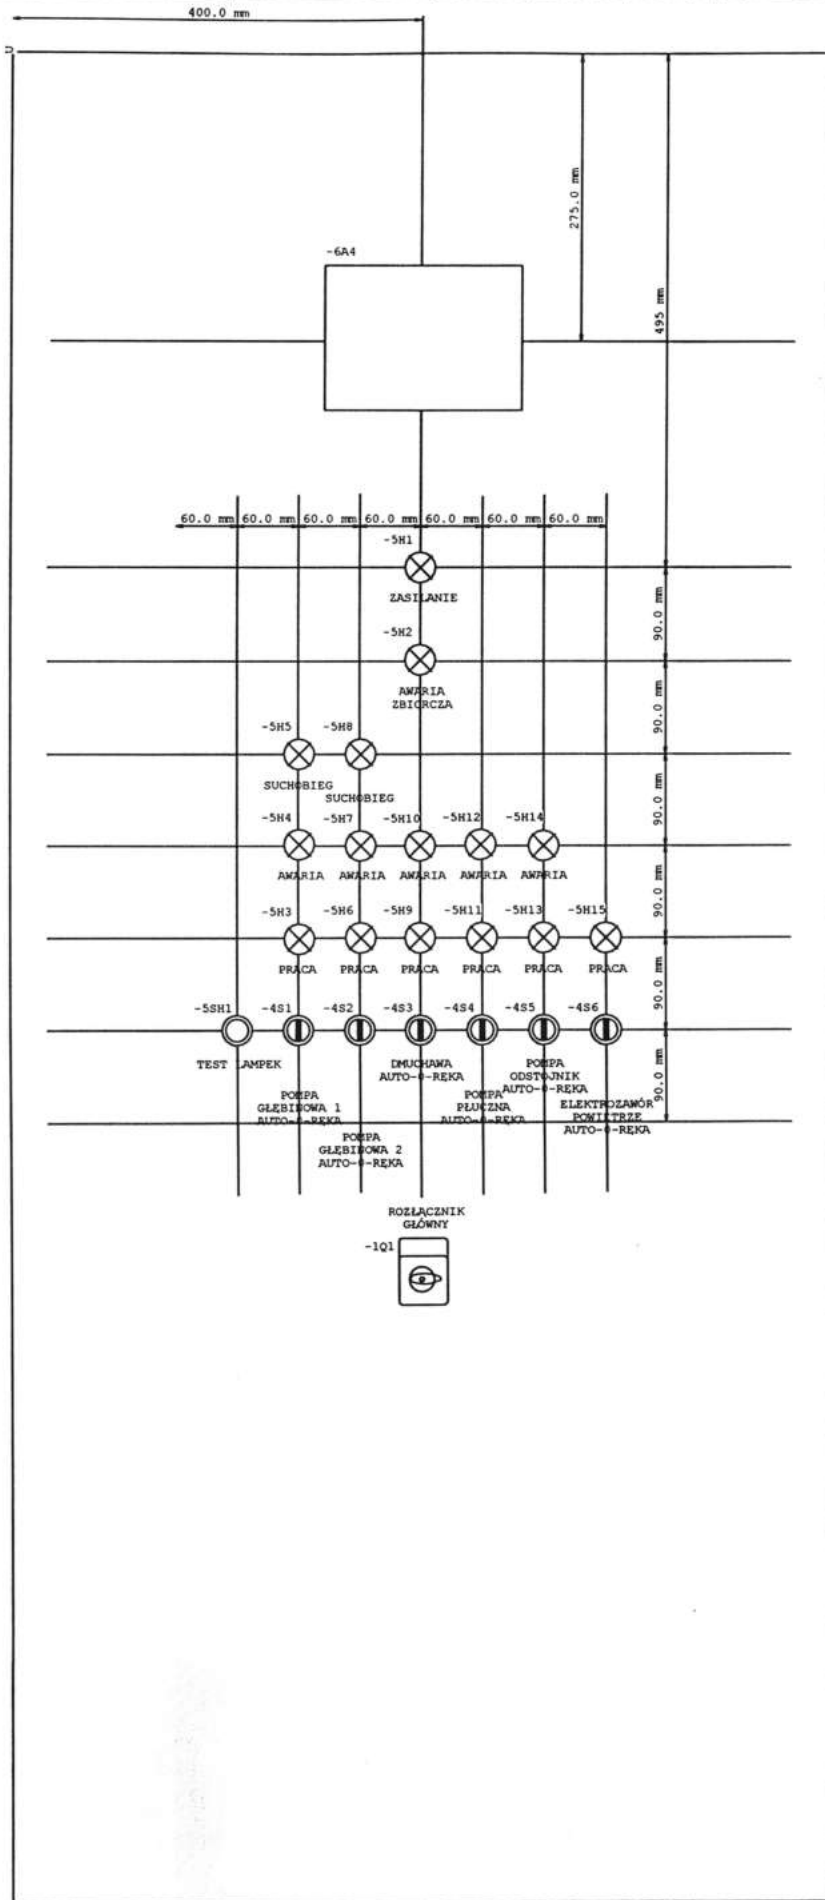 400.0 mm
275.0 mm
495 mm
-6A4
60.0 mm 60.0 mm 60.0 mm 60.0 mm 60.0 mm 60.0 mm 60.0 mm
-5H1
ZASILANIE
90.0 mm
-5H2
AWARIA
ZBIORCZA
90.0 mm
-5H5 -5H8
SUCHOBIEG
SUCHOBIEG
90.0 mm
-5H4 -5H7 -5H10 -5H12 -5H14
AWARIA AWARIA AWARIA AWARIA AWARIA
90.0 mm
-5H3 -5H6 -5H9 -5H11 -5H13 -5H15
PRACA PRACA PRACA PRACA PRACA PRACA
90.0 mm
-5SH1 -4S1 -4S2 -4S3 -4S4 -4S5 -4S6
TEST LAMPEK
POMPA
GŁĘBINOWA 1
AUTO-0-RĘKA
POMPA
GŁĘBINOWA 2
AUTO-0-RĘKA
DMUCHAWA
AUTO-0-RĘKA
POMPA
PŁUCZNA
AUTO-0-RĘKA
POMPA
ODSTOJNIK
AUTO-0-RĘKA
ELEKTROZAWÓR
POWIETRZE
AUTO-0-RĘKA
90.0 mm
ROZŁĄCZNIK
GŁÓWNY
-1Q1